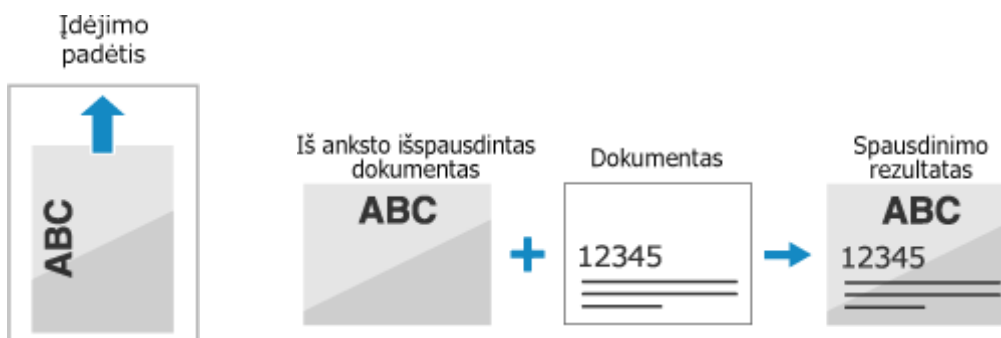 Įdėjimo
padėtis
ABC
Iš anksto išspausdintas
dokumentas
ABC
Dokumentas
12345
Spausdinimo
rezultatas
ABC
12345